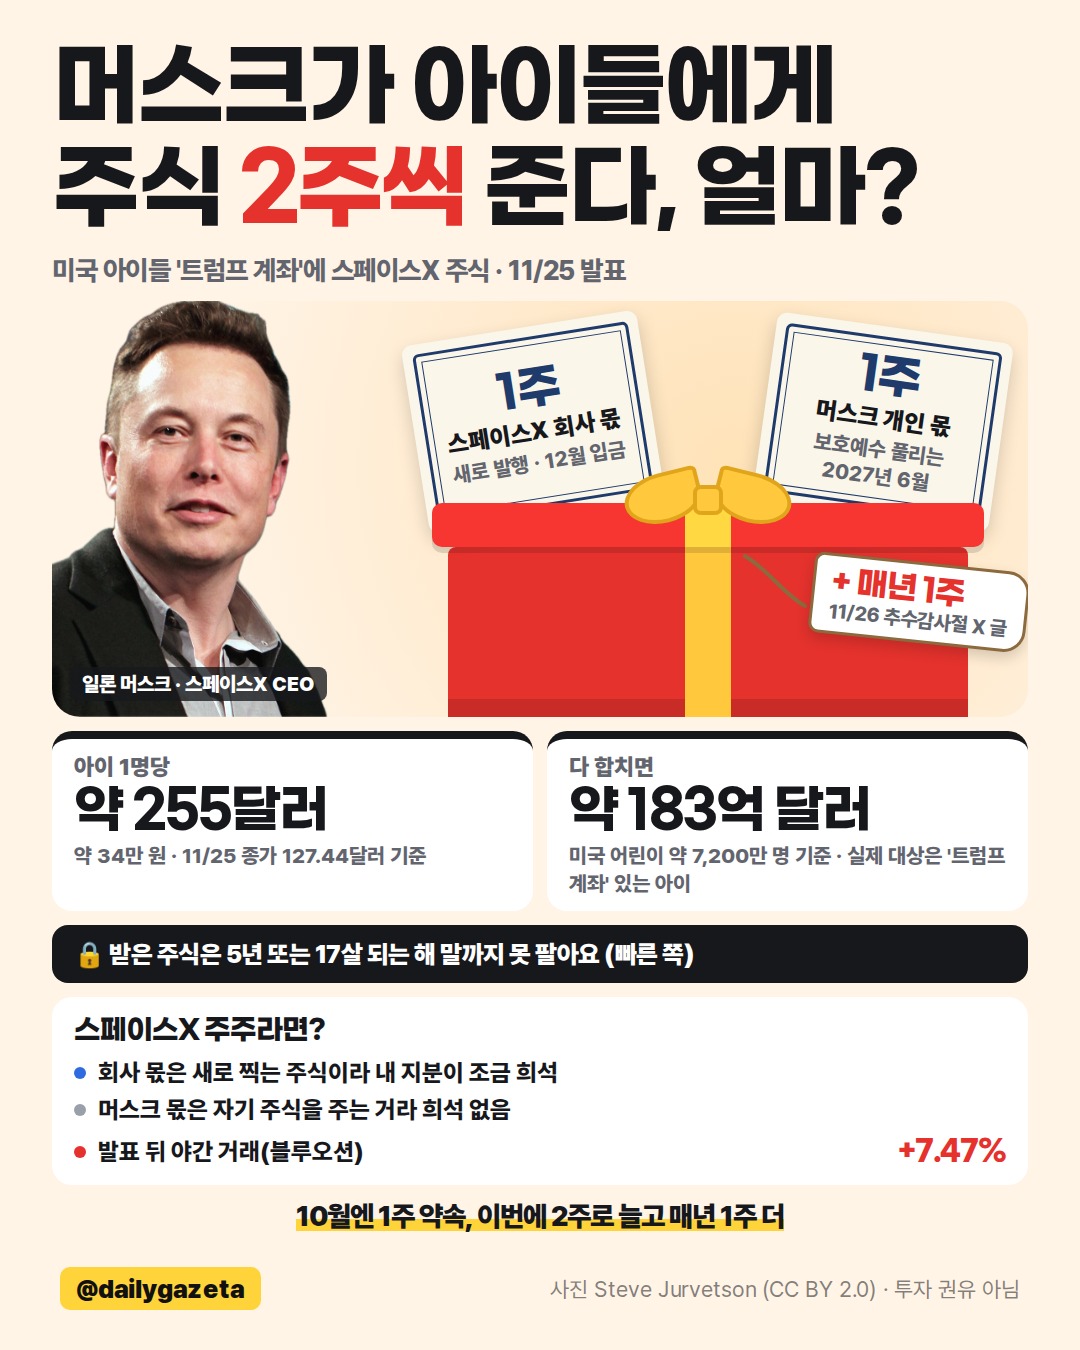 머스크가 아이들에게
주식 2주씩 준다, 얼마?
미국 아이들 '트럼프 계좌'에 스페이스X 주식 · 11/25 발표
1주
스페이스X 회사 몫
새로 발행 · 12월 입금
1주
머스크 개인 몫
보호예수 풀리는
2027년 6월
+ 매년 1주
11/26 추수감사절 X 글
일론 머스크 · 스페이스X CEO
아이 1명당
약 255달러
약 34만 원 · 11/25 종가 127.44달러 기준
다 합치면
약 183억 달러
미국 어린이 약 7,200만 명 기준 · 실제 대상은 '트럼프
계좌' 있는 아이
🔒 받은 주식은 5년 또는 17살 되는 해 말까지 못 팔아요 (빠른 쪽)
스페이스X 주주라면?
회사 몫은 새로 찍는 주식이라 내 지분이 조금 희석
머스크 몫은 자기 주식을 주는 거라 희석 없음
발표 뒤 야간 거래(블루오션) +7.47%
10월엔 1주 약속, 이번에 2주로 늘고 매년 1주 더
@dailygazeta
사진 Steve Jurvetson (CC BY 2.0) · 투자 권유 아님